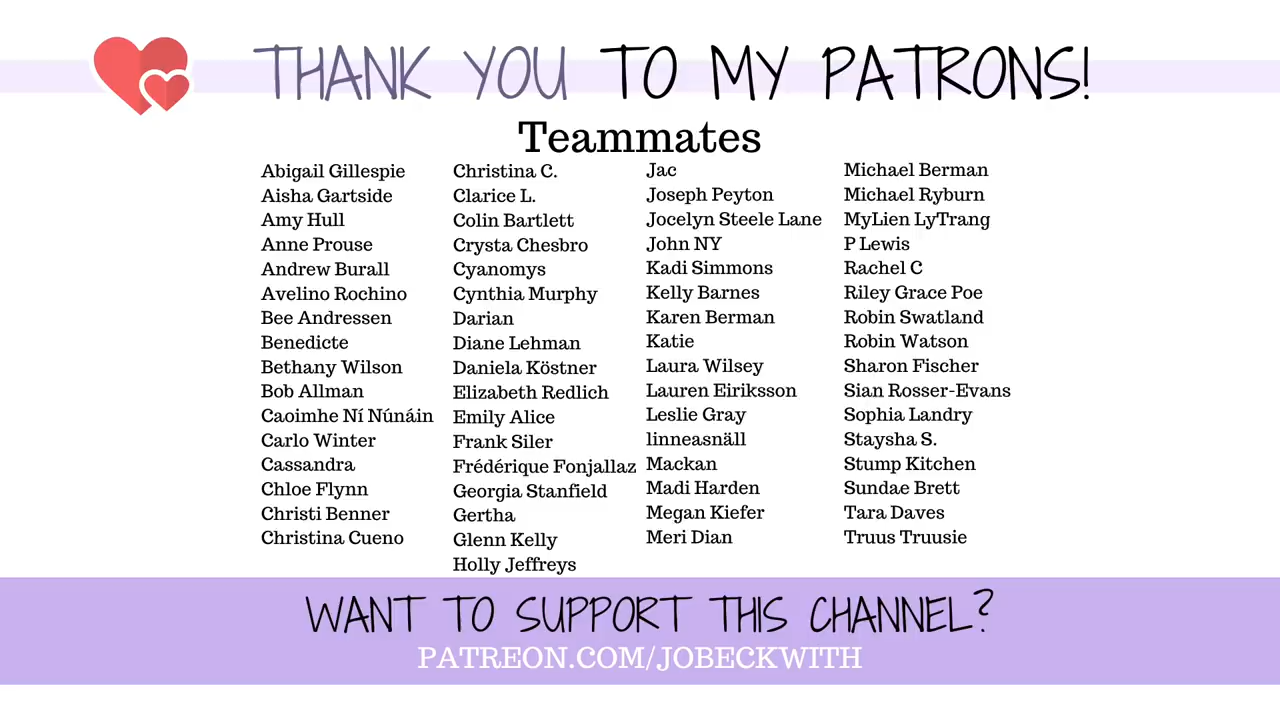 THANK YOU TO MY PATRONS!
Teammates
Abigail Gillespie
Aisha Gartside
Amy Hull
Anne Prouse
Andrew Burall
Avelino Rochino
Bee Andressen
Benedicte
Bethany Wilson
Bob Allman
Caoimhe Ní Núnáin
Carlo Winter
Cassandra
Chloe Flynn
Christi Benner
Christina Cueno
Christina C.
Clarice L.
Colin Bartlett
Crysta Chesbro
Cyanomys
Cynthia Murphy
Darian
Diane Lehman
Daniela Köstner
Elizabeth Redlich
Emily Alice
Frank Siler
Frédérique Fonjallaz
Georgia Stanfield
Gertha
Glenn Kelly
Holly Jeffreys
Jac
Joseph Peyton
Jocelyn Steele Lane
John NY
Kadi Simmons
Kelly Barnes
Karen Berman
Katie
Laura Wilsey
Lauren Eiriksson
Leslie Gray
linneasnäll
Mackan
Madi Harden
Megan Kiefer
Meri Dian
Michael Berman
Michael Ryburn
MyLien LyTrang
P Lewis
Rachel C
Riley Grace Poe
Robin Swatland
Robin Watson
Sharon Fischer
Sian Rosser-Evans
Sophia Landry
Staysha S.
Stump Kitchen
Sundae Brett
Tara Daves
Truus Truusie
WANT TO SUPPORT THIS CHANNEL?
PATREON.COM/JOBECKWITH